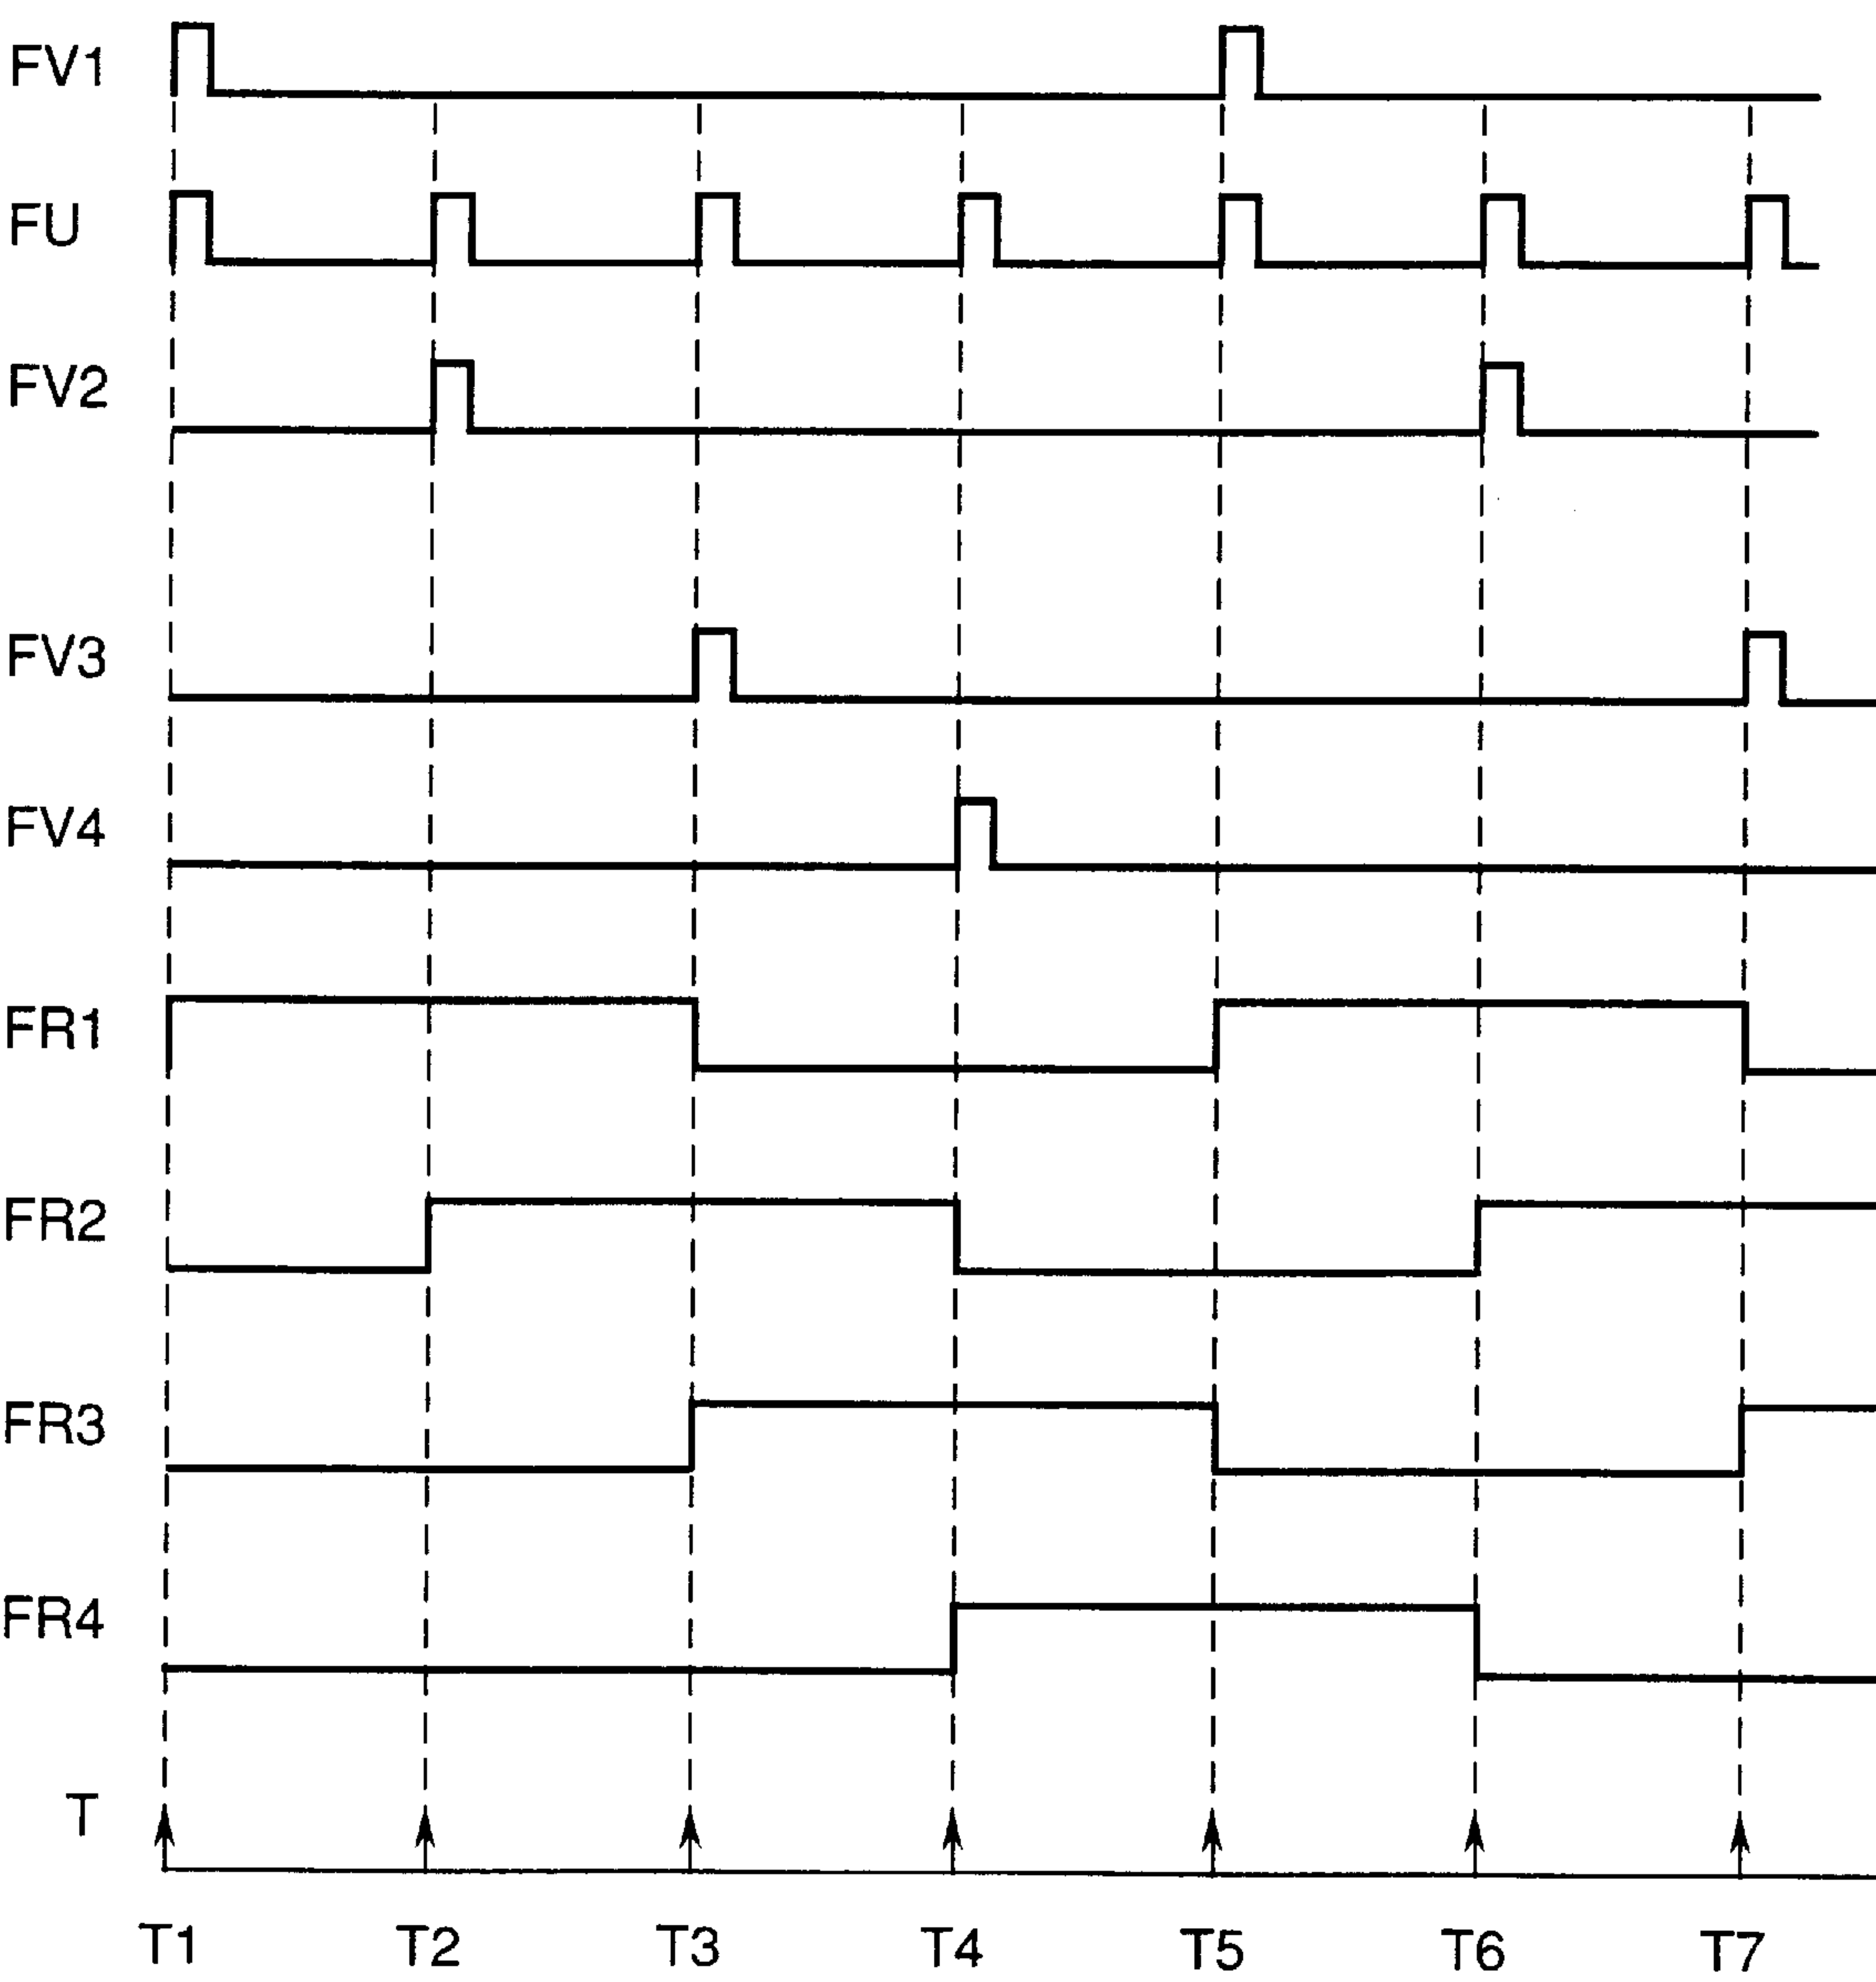 FV1
FU
FV2
FV3
FV4
FR1
FR2
FR3
FR4
T
T1 T2 T3 T4 T5 T6 T7